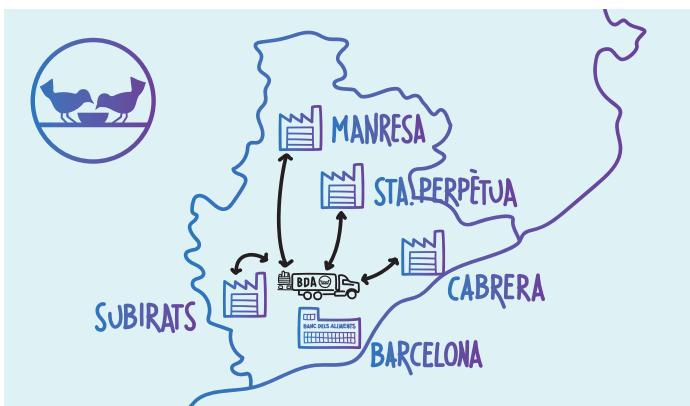 MANRESA
STA. PERPÈTUA
CABRERA
BDA
SUBIRATS
BANC DELS ALIMENTS
BARCELONA